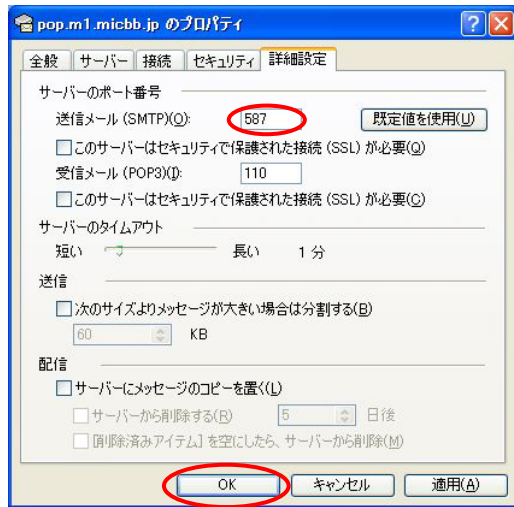 pop.m1.micbb.jp のプロパティ
全般 サーバー 接続 セキュリティ 詳細設定
サーバーのポート番号
送信メール (SMTP)(O): 587 既定値を使用(U)
このサーバーはセキュリティで保護された接続 (SSL) が必要(Q)
受信メール (POP3)(I): 110
このサーバーはセキュリティで保護された接続 (SSL) が必要(C)
サーバーのタイムアウト
短い 長い 1 分
送信
次のサイズよりメッセージが大きい場合は分割する(B)
60 KB
配信
サーバーにメッセージのコピーを置く(L)
サーバーから削除する(R) 5 日後
[削除済みアイテム] を空にしたら、サーバーから削除(M)
OK キャンセル 適用(A)